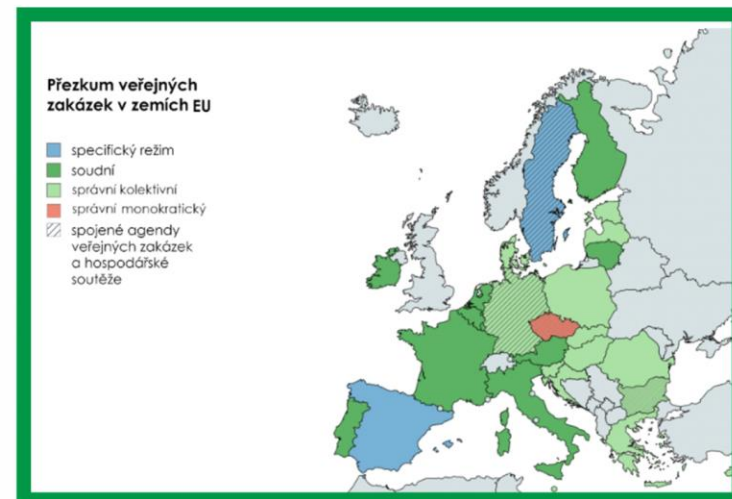 Přezkum veřejných
zakázek v zemích EU
specifický režim
soudní
správní kolektivní
správní monokratický
spojené agendy
veřejných zakázek
a hospodářské
soutěže